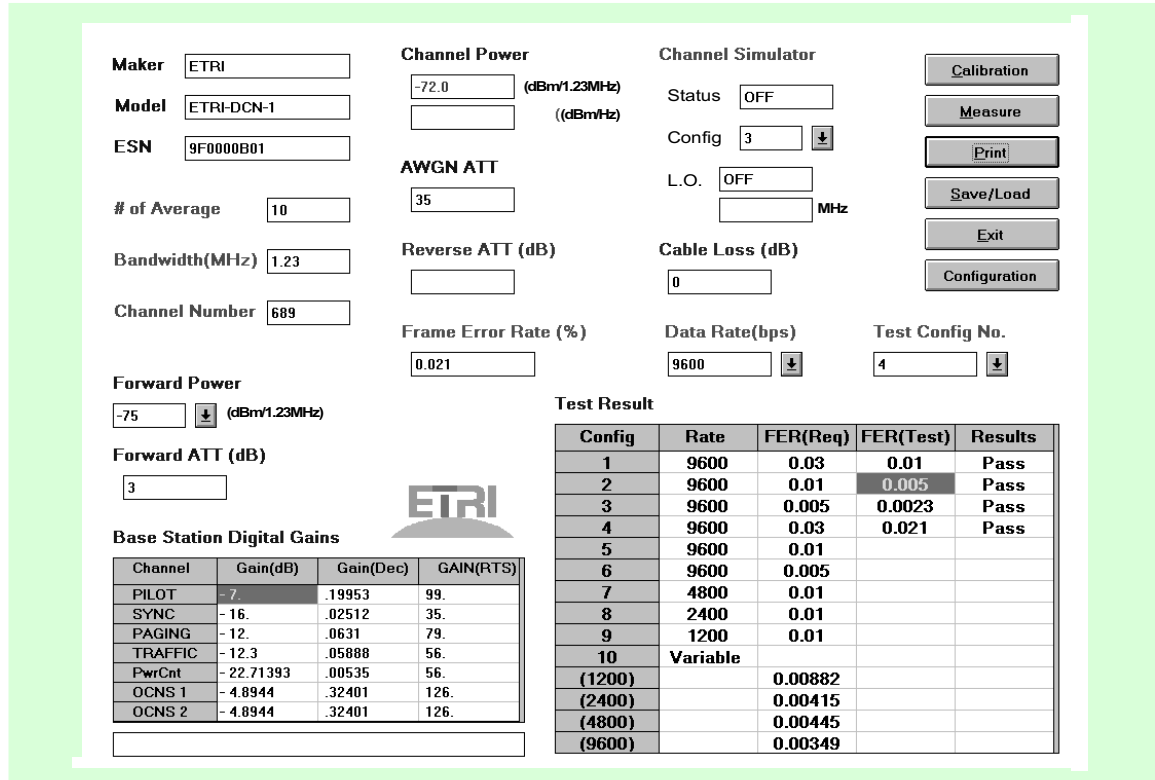 Maker ETRI
Model ETRI-DCN-1
ESN 9F0000B01
# of Average 10
Bandwidth(MHz) 1.23
Channel Number 689
Forward Power
-75 (dBm/1.23MHz)
Forward ATT (dB)
3
Channel Power
-72.0 (dBm/1.23MHz)
((dBm/Hz)
AWGN ATT
35
Reverse ATT (dB)
Frame Error Rate (%)
0.021
Channel Simulator
Status OFF
Config 3
L.O. OFF
MHz
Cable Loss (dB)
0
Data Rate(bps)
9600
Test Config No.
4
Calibration
Measure
Print
Save/Load
Exit
Configuration
ETRI
Base Station Digital Gains
Channel Gain(dB) Gain(Dec) GAIN(RTS)
PILOT - 7. .19953 99.
SYNC - 16. .02512 35.
PAGING - 12. .0631 79.
TRAFFIC - 12.3 .05888 56.
PwrCnt - 22.71393 .00535 56.
OCNS 1 - 4.8944 .32401 126.
OCNS 2 - 4.8944 .32401 126.
Test Result
Config Rate FER(Req) FER(Test) Results
1 9600 0.03 0.01 Pass
2 9600 0.01 0.005 Pass
3 9600 0.005 0.0023 Pass
4 9600 0.03 0.021 Pass
5 9600 0.01
6 9600 0.005
7 4800 0.01
8 2400 0.01
9 1200 0.01
10 Variable
(1200) 0.00882
(2400) 0.00415
(4800) 0.00445
(9600) 0.00349